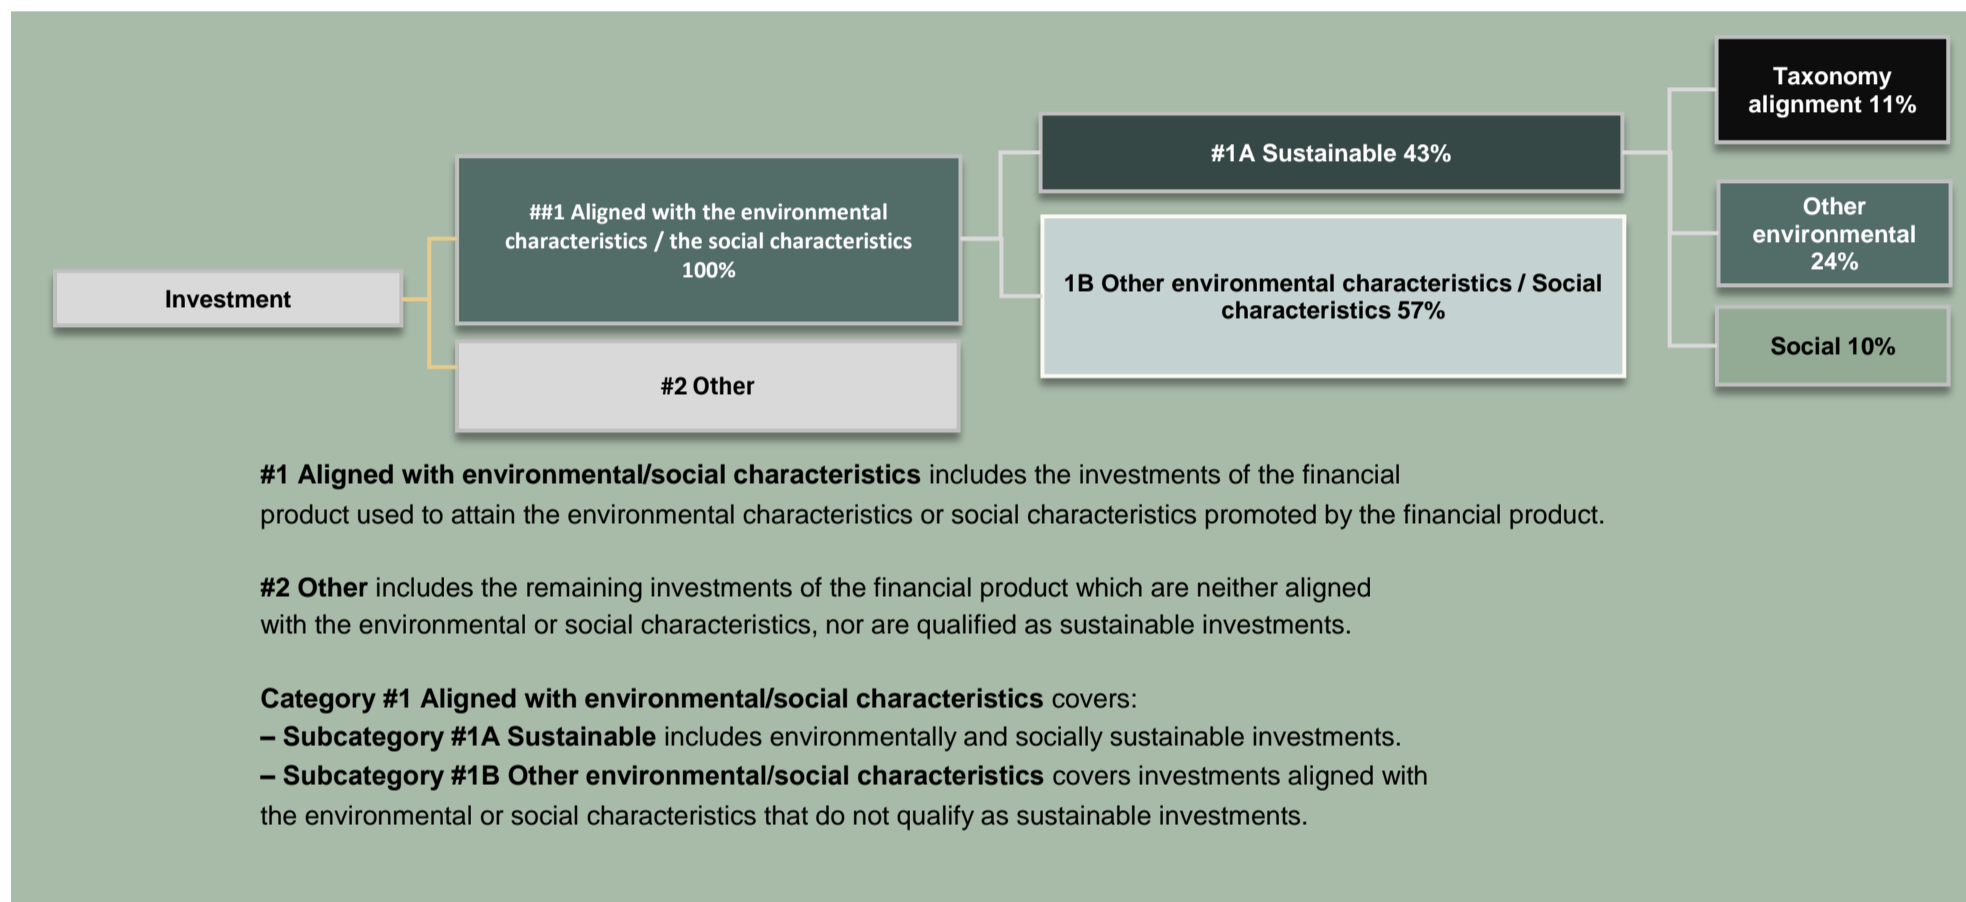 Investment
##1 Aligned with the environmental
characteristics / the social characteristics
100%
#2 Other
#1A Sustainable 43%
1B Other environmental characteristics / Social
characteristics 57%
Taxonomy
alignment 11%
Other
environmental
24%
Social 10%
#1 Aligned with environmental/social characteristics includes the investments of the financial
product used to attain the environmental characteristics or social characteristics promoted by the financial product.
#2 Other includes the remaining investments of the financial product which are neither aligned
with the environmental or social characteristics, nor are qualified as sustainable investments.
Category #1 Aligned with environmental/social characteristics covers:
– Subcategory #1A Sustainable includes environmentally and socially sustainable investments.
– Subcategory #1B Other environmental/social characteristics covers investments aligned with
the environmental or social characteristics that do not qualify as sustainable investments.